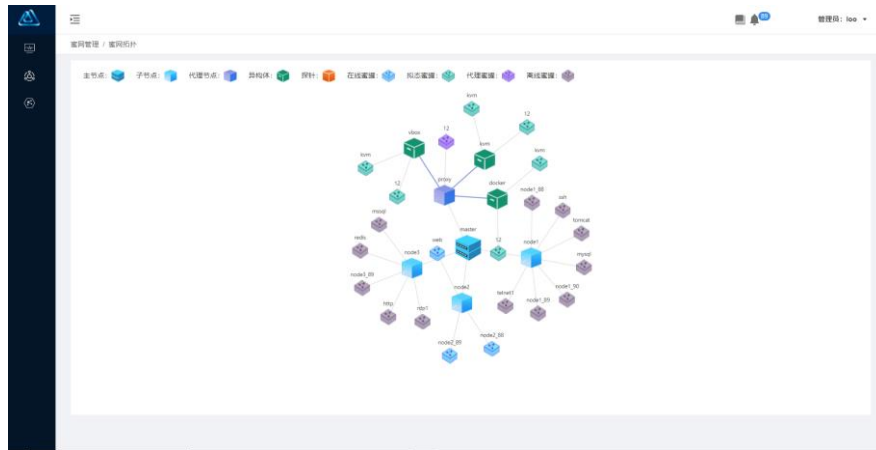 89
管理员: loo
蜜网管理 / 蜜网拓扑
主节点: 子节点: 代理节点: 异构体: 探针: 在线蜜罐: 拟态蜜罐: 代理蜜罐: 离线蜜罐:
kvm
12
vbox
12
kvm
kvm
kvm
12
proxy
docker
node1_88
ssh
mssql
tomcat
master
redis
web
12
node1
node3
mysql
node3_89
node2
node1_90
telnet1
node1_89
http
rdp1
node2_88
node2_89